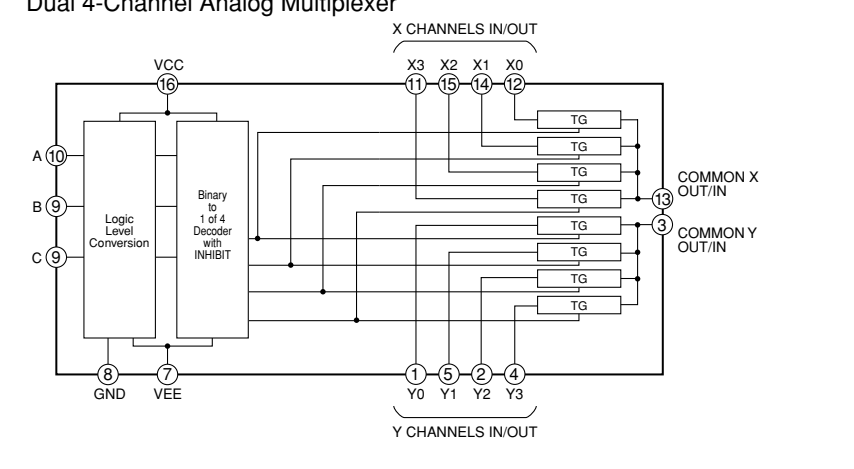 Dual 4-Channel Analog Multiplexer
X CHANNELS IN/OUT
VCC
X3 X2 X1 X0
16
11 15 14 12
TG
TG
TG
TG
TG
TG
TG
TG
A 10
B 9
C 9
Logic
Level
Conversion
Binary
to
1 of 4
Decoder
with
INHIBIT
13
COMMON X
OUT/IN
3
COMMON Y
OUT/IN
8 7 1 5 2 4
GND VEE Y0 Y1 Y2 Y3
Y CHANNELS IN/OUT